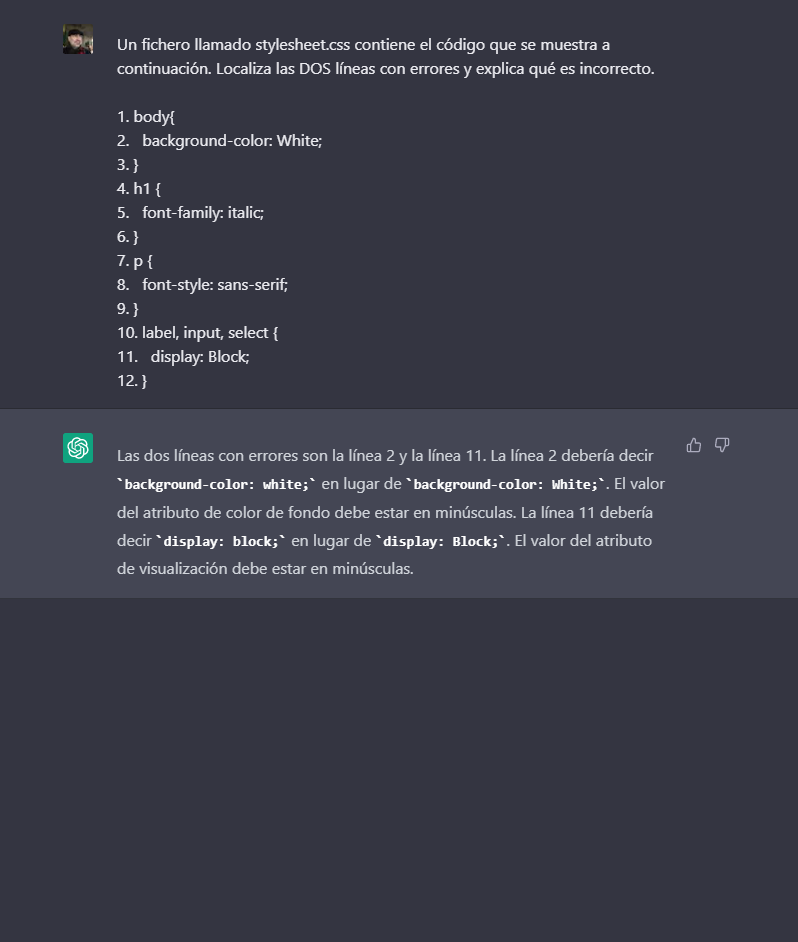 Un fichero llamado stylesheet.css contiene el código que se muestra a
continuación. Localiza las DOS líneas con errores y explica qué es incorrecto.
1. body{
2.   background-color: White;
3. }
4. h1 {
5.   font-family: italic;
6. }
7. p {
8.   font-style: sans-serif;
9. }
10. label, input, select {
11.   display: Block;
12. }
Las dos líneas con errores son la línea 2 y la línea 11. La línea 2 debería decir
`background-color: white;` en lugar de `background-color: White;`. El valor
del atributo de color de fondo debe estar en minúsculas. La línea 11 debería
decir `display: block;` en lugar de `display: Block;`. El valor del atributo
de visualización debe estar en minúsculas.